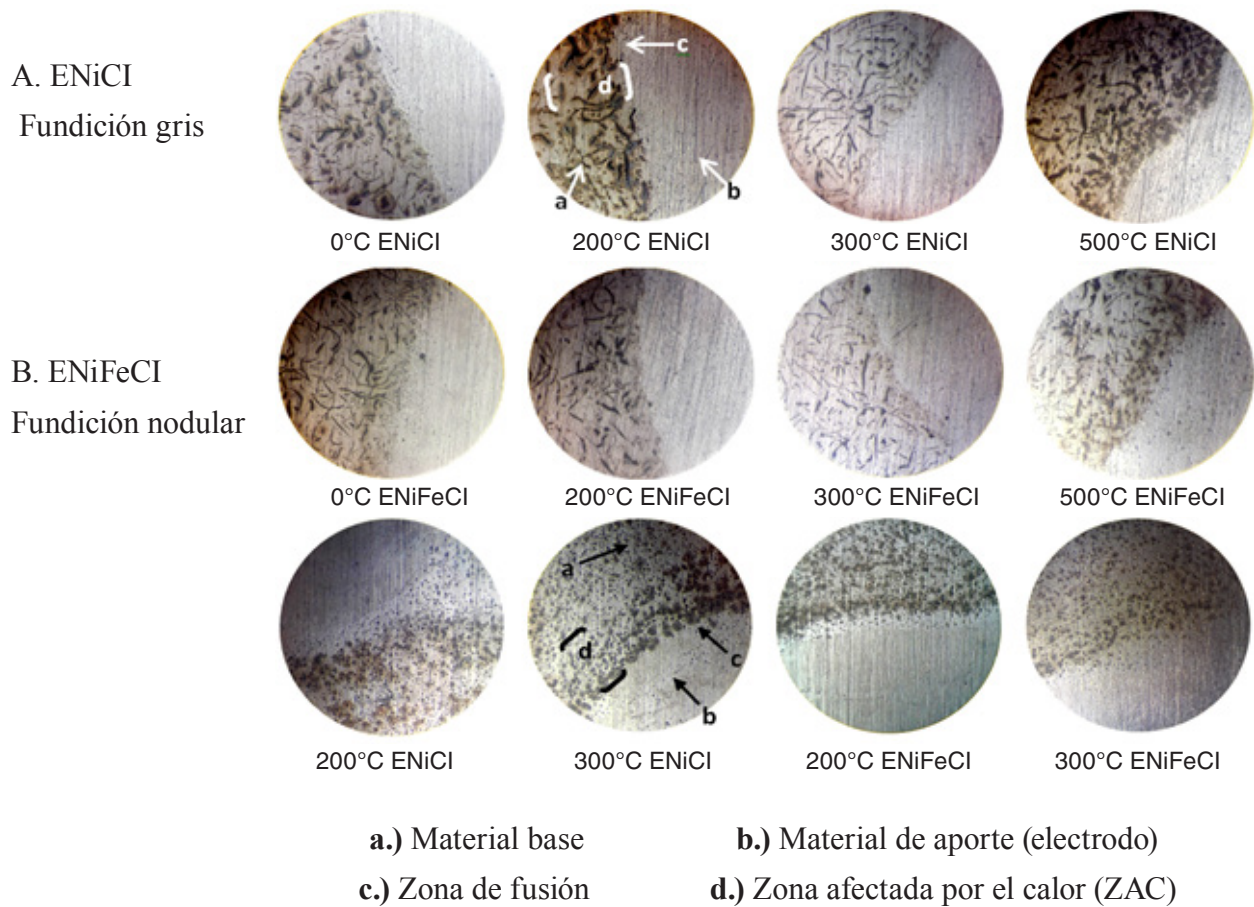 A. ENiCI
Fundición gris
c
d
a
b
0°C ENiCI
200°C ENiCI
300°C ENiCI
500°C ENiCI
B. ENiFeCI
Fundición nodular
0°C ENiFeCI
200°C ENiFeCI
300°C ENiFeCI
500°C ENiFeCI
a
d
c
b
200°C ENiCI
300°C ENiCI
200°C ENiFeCI
300°C ENiFeCI
a.) Material base
b.) Material de aporte (electrodo)
c.) Zona de fusión
d.) Zona afectada por el calor (ZAC)